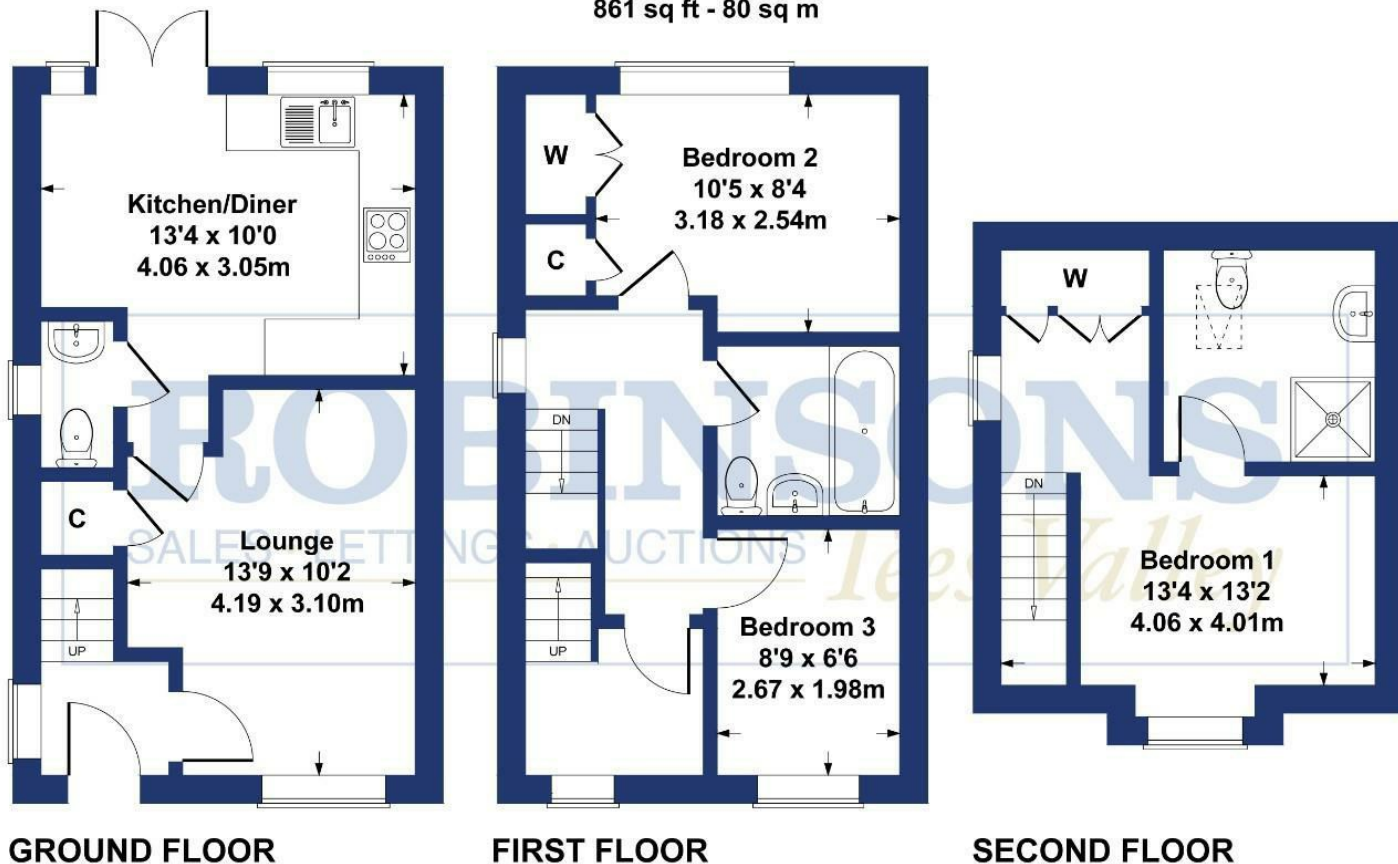 861 sq ft - 80 sq m
Kitchen/Diner
13'4 x 10'0
4.06 x 3.05m
C
Lounge
13'9 x 10'2
4.19 x 3.10m
UP
GROUND FLOOR
W
Bedroom 2
10'5 x 8'4
3.18 x 2.54m
C
DN
UP
Bedroom 3
8'9 x 6'6
2.67 x 1.98m
FIRST FLOOR
W
DN
Bedroom 1
13'4 x 13'2
4.06 x 4.01m
SECOND FLOOR
ROBINSONS
SALES • LETTINGS • AUCTIONS
Tees Valley